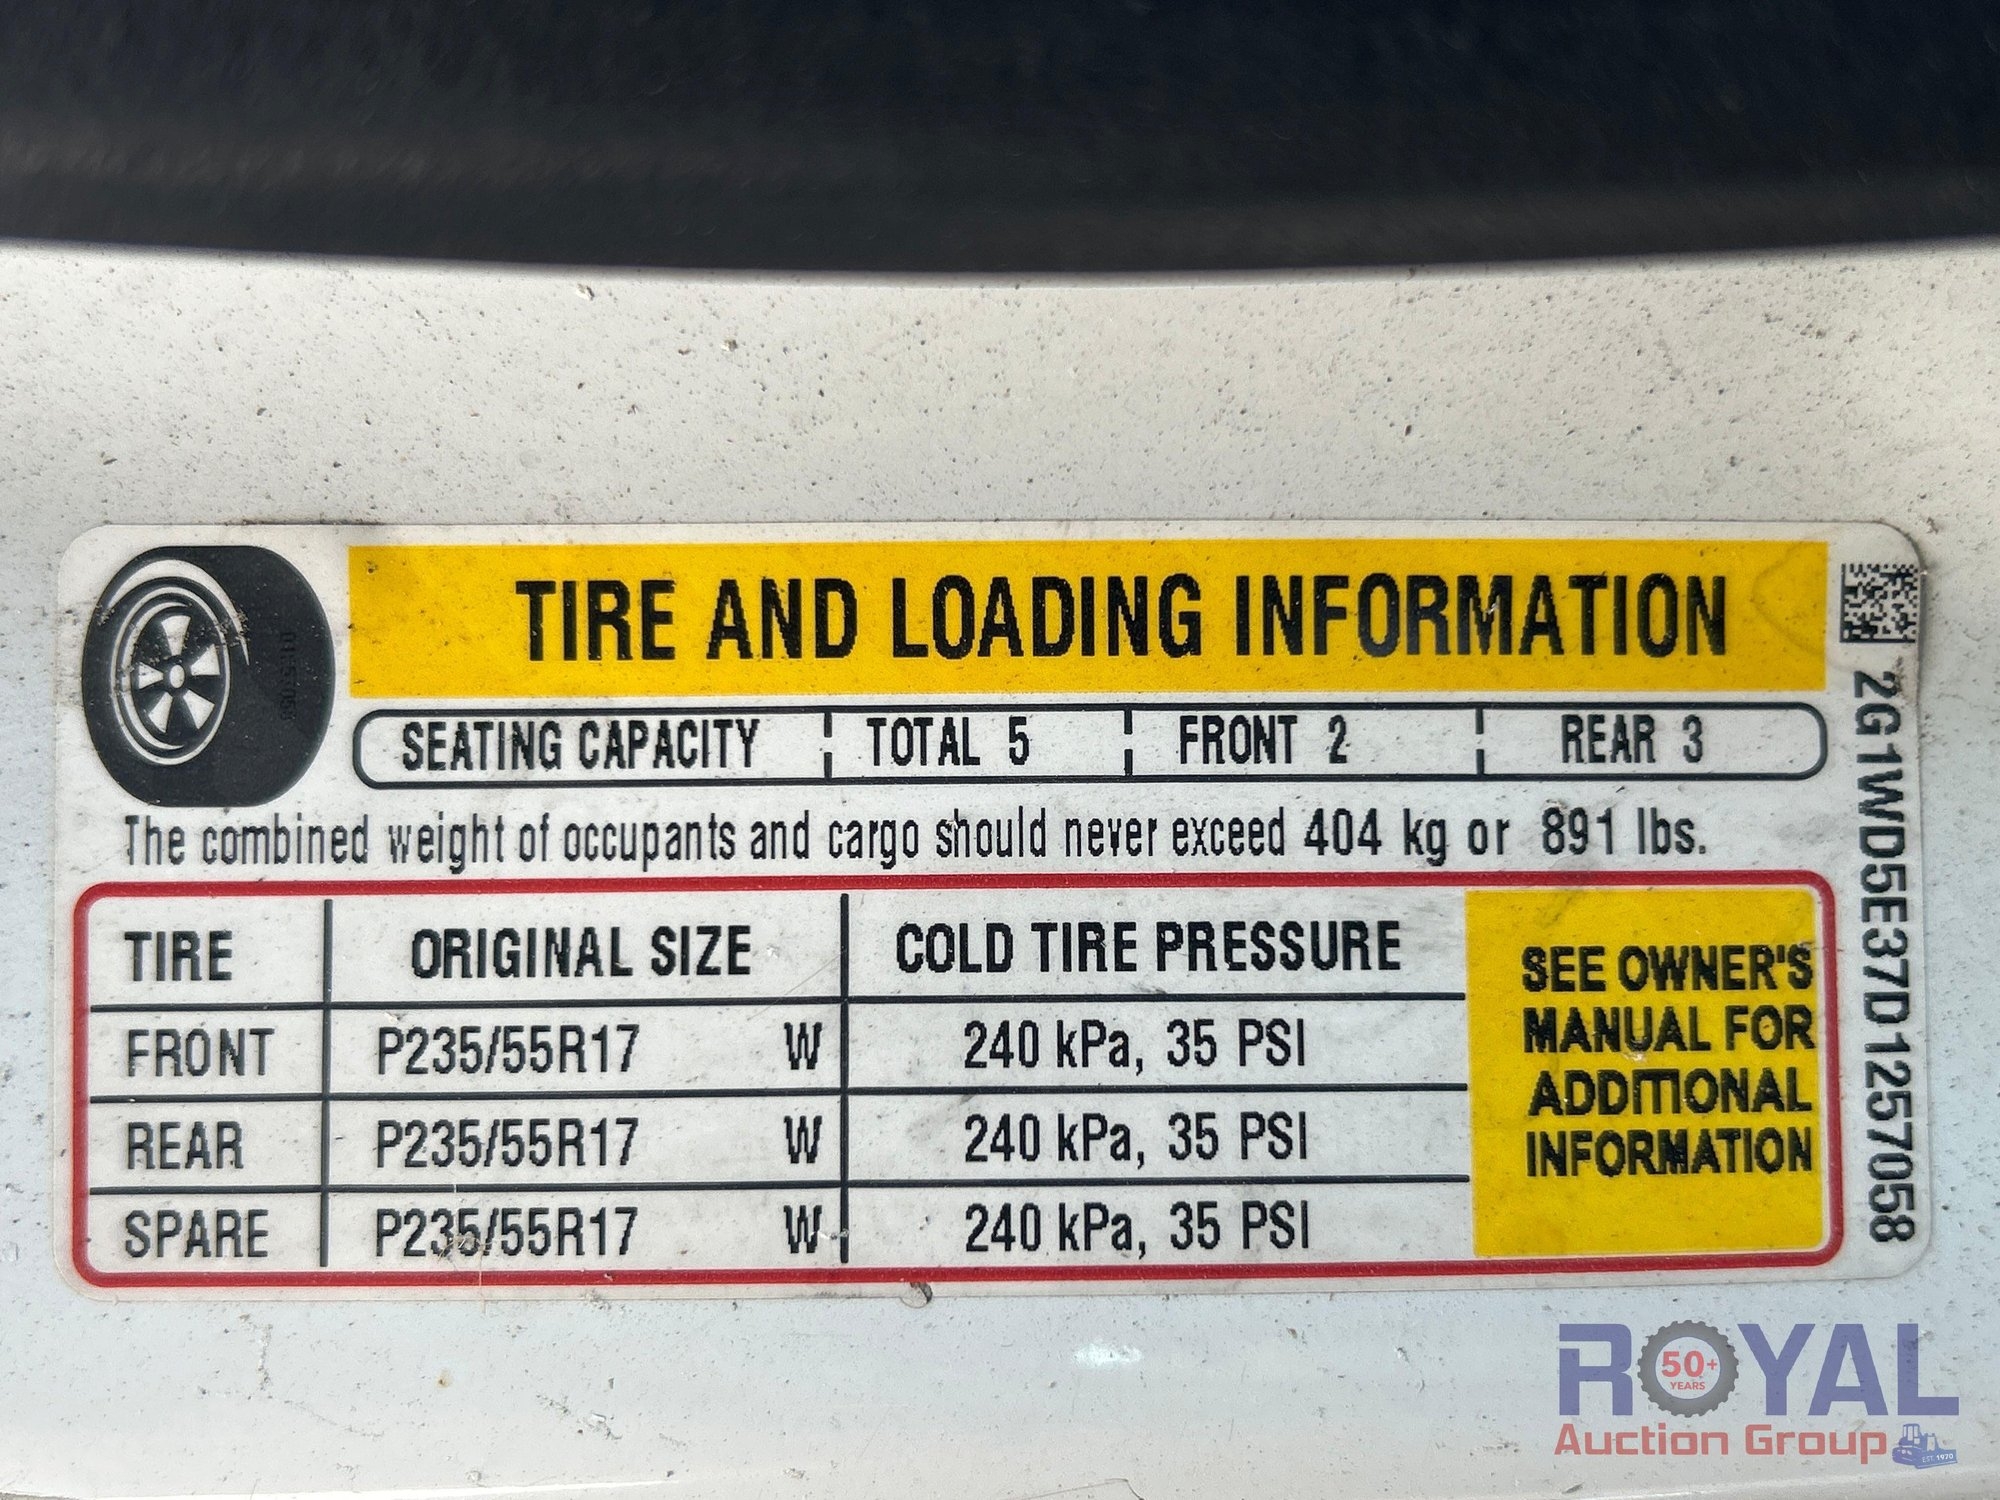 TIRE AND LOADING INFORMATION
SEATING CAPACITY TOTAL 5 FRONT 2 REAR 3
The combined weight of occupants and cargo should never exceed 404 kg or 891 lbs.
TIRE ORIGINAL SIZE COLD TIRE PRESSURE
FRONT P235/55R17 W 240 kPa, 35 PSI
REAR P235/55R17 W 240 kPa, 35 PSI
SPARE P235/55R17 W 240 kPa, 35 PSI
SEE OWNER'S
MANUAL FOR
ADDITIONAL
INFORMATION
2G1WD5E37D1257058
ROYAL
50+
YEARS
Auction Group
EST. 1970